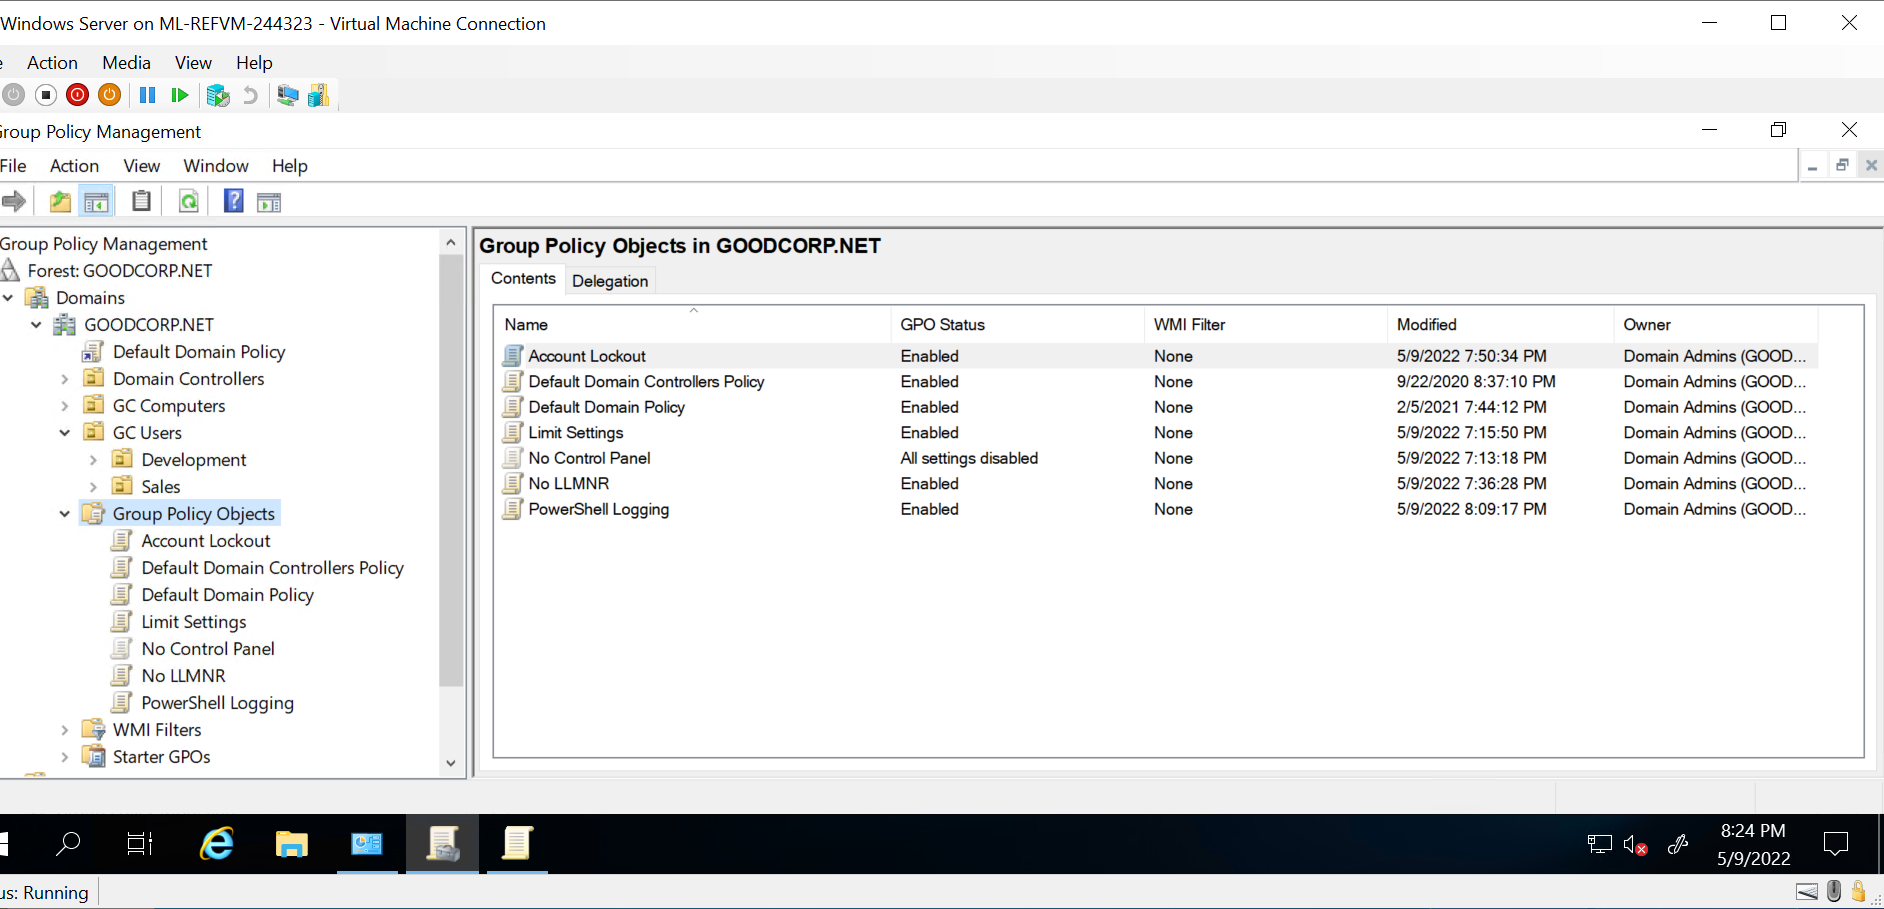 Windows Server on ML-REFVM-244323 - Virtual Machine Connection
Action Media View Help
Group Policy Management
File Action View Window Help
Group Policy Management
Forest: GOODCORP.NET
Domains
GOODCORP.NET
Default Domain Policy
Domain Controllers
GC Computers
GC Users
Development
Sales
Group Policy Objects
Account Lockout
Default Domain Controllers Policy
Default Domain Policy
Limit Settings
No Control Panel
No LLMNR
PowerShell Logging
WMI Filters
Starter GPOs
Group Policy Objects in GOODCORP.NET
Contents Delegation
Name GPO Status WMI Filter Modified Owner
Account Lockout Enabled None 5/9/2022 7:50:34 PM Domain Admins (GOOD...
Default Domain Controllers Policy Enabled None 9/22/2020 8:37:10 PM Domain Admins (GOOD...
Default Domain Policy Enabled None 2/5/2021 7:44:12 PM Domain Admins (GOOD...
Limit Settings Enabled None 5/9/2022 7:15:50 PM Domain Admins (GOOD...
No Control Panel All settings disabled None 5/9/2022 7:13:18 PM Domain Admins (GOOD...
No LLMNR Enabled None 5/9/2022 7:36:28 PM Domain Admins (GOOD...
PowerShell Logging Enabled None 5/9/2022 8:09:17 PM Domain Admins (GOOD...
8:24 PM
5/9/2022
us: Running